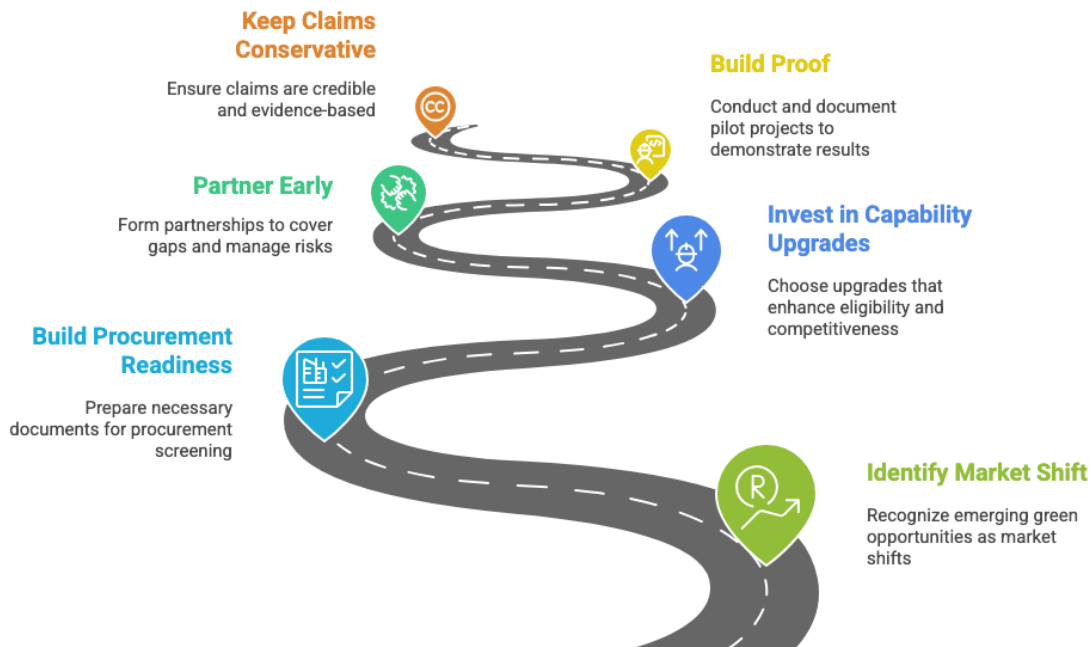 Keep Claims
Conservative
Ensure claims are credible
and evidence-based
CC
Build Proof
Conduct and document
pilot projects to
demonstrate results
</>
Partner Early
Form partnerships to cover
gaps and manage risks
Invest in Capability
Upgrades
Choose upgrades that
enhance eligibility and
competitiveness
Build Procurement
Readiness
Prepare necessary
documents for procurement
screening
Identify Market Shift
Recognize emerging green
opportunities as market
shifts
R